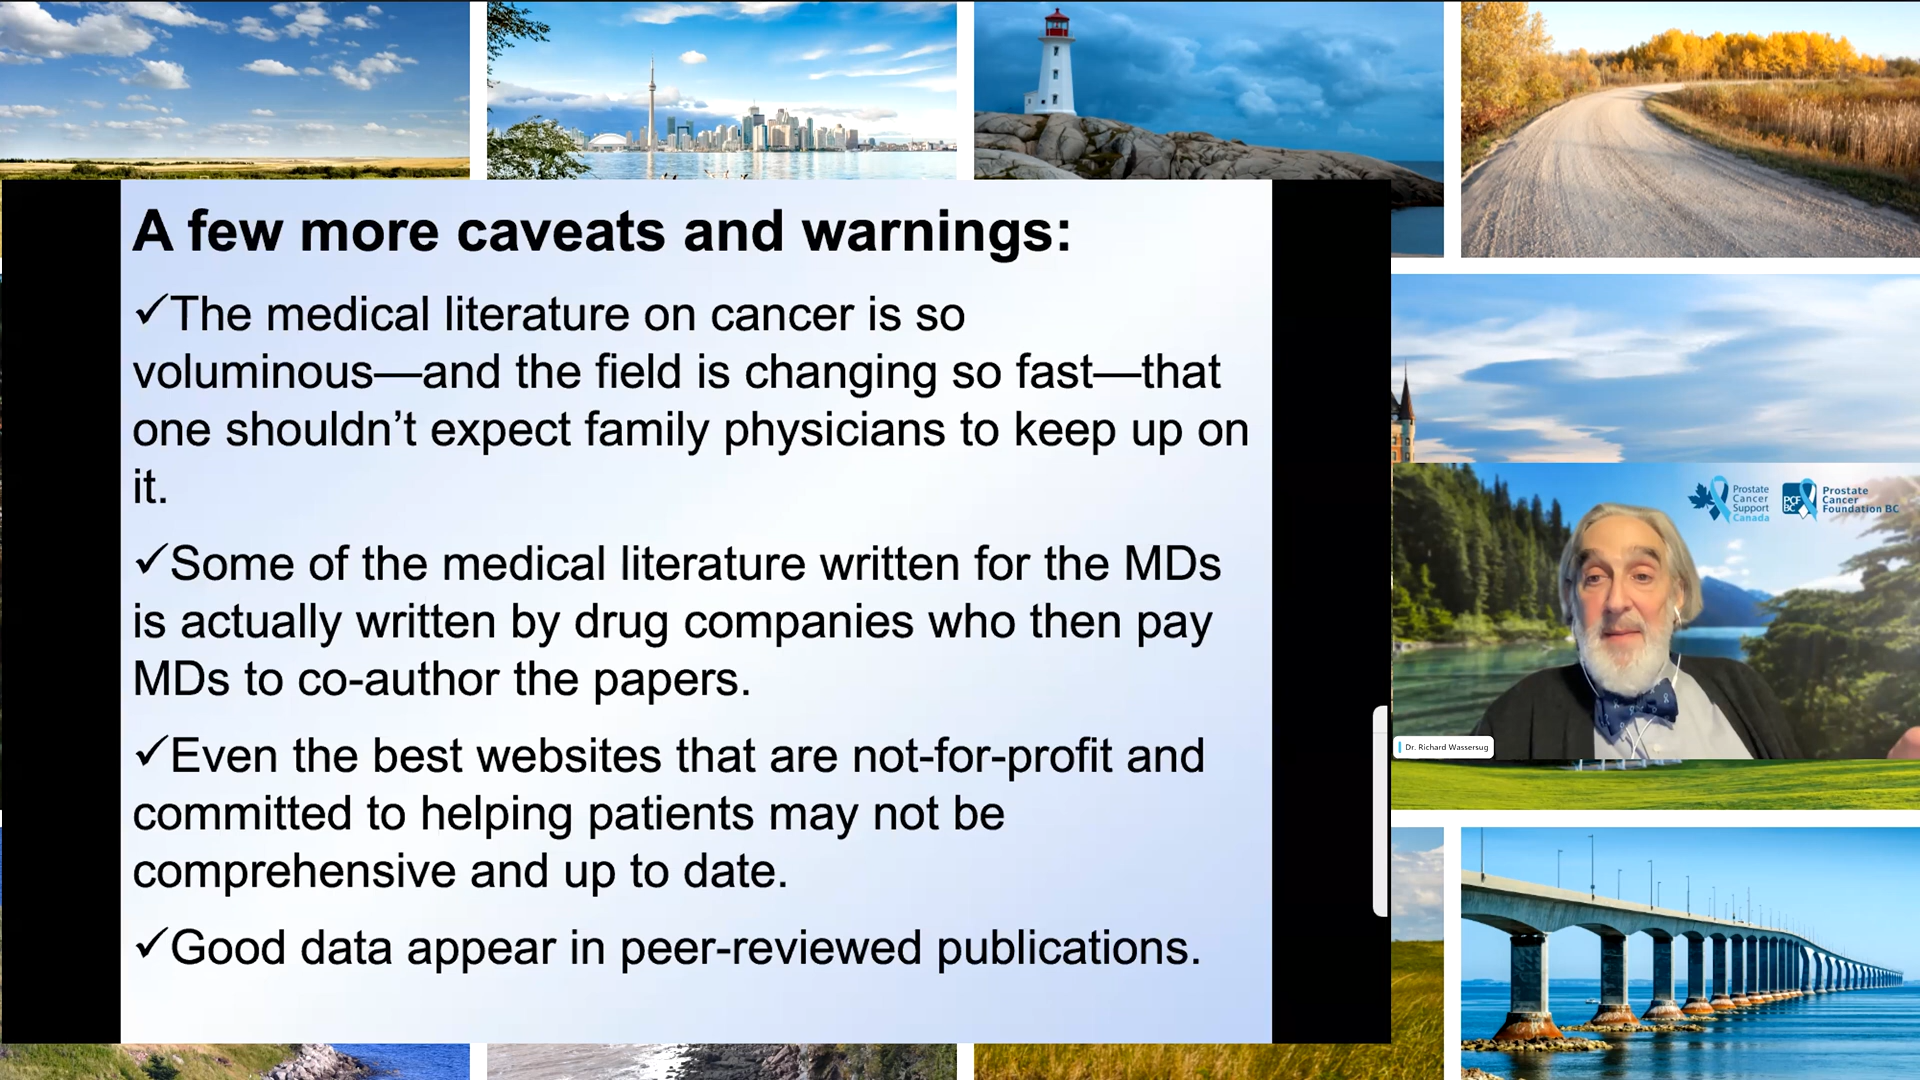 A few more caveats and warnings:
✓The medical literature on cancer is so
voluminous—and the field is changing so fast—that
one shouldn’t expect family physicians to keep up on
it.
✓Some of the medical literature written for the MDs
is actually written by drug companies who then pay
MDs to co-author the papers.
✓Even the best websites that are not-for-profit and
committed to helping patients may not be
comprehensive and up to date.
✓Good data appear in peer-reviewed publications.
Prostate
Cancer
Support
Canada
PCF
BC
Prostate
Cancer
Foundation BC
Dr. Richard Wassersug